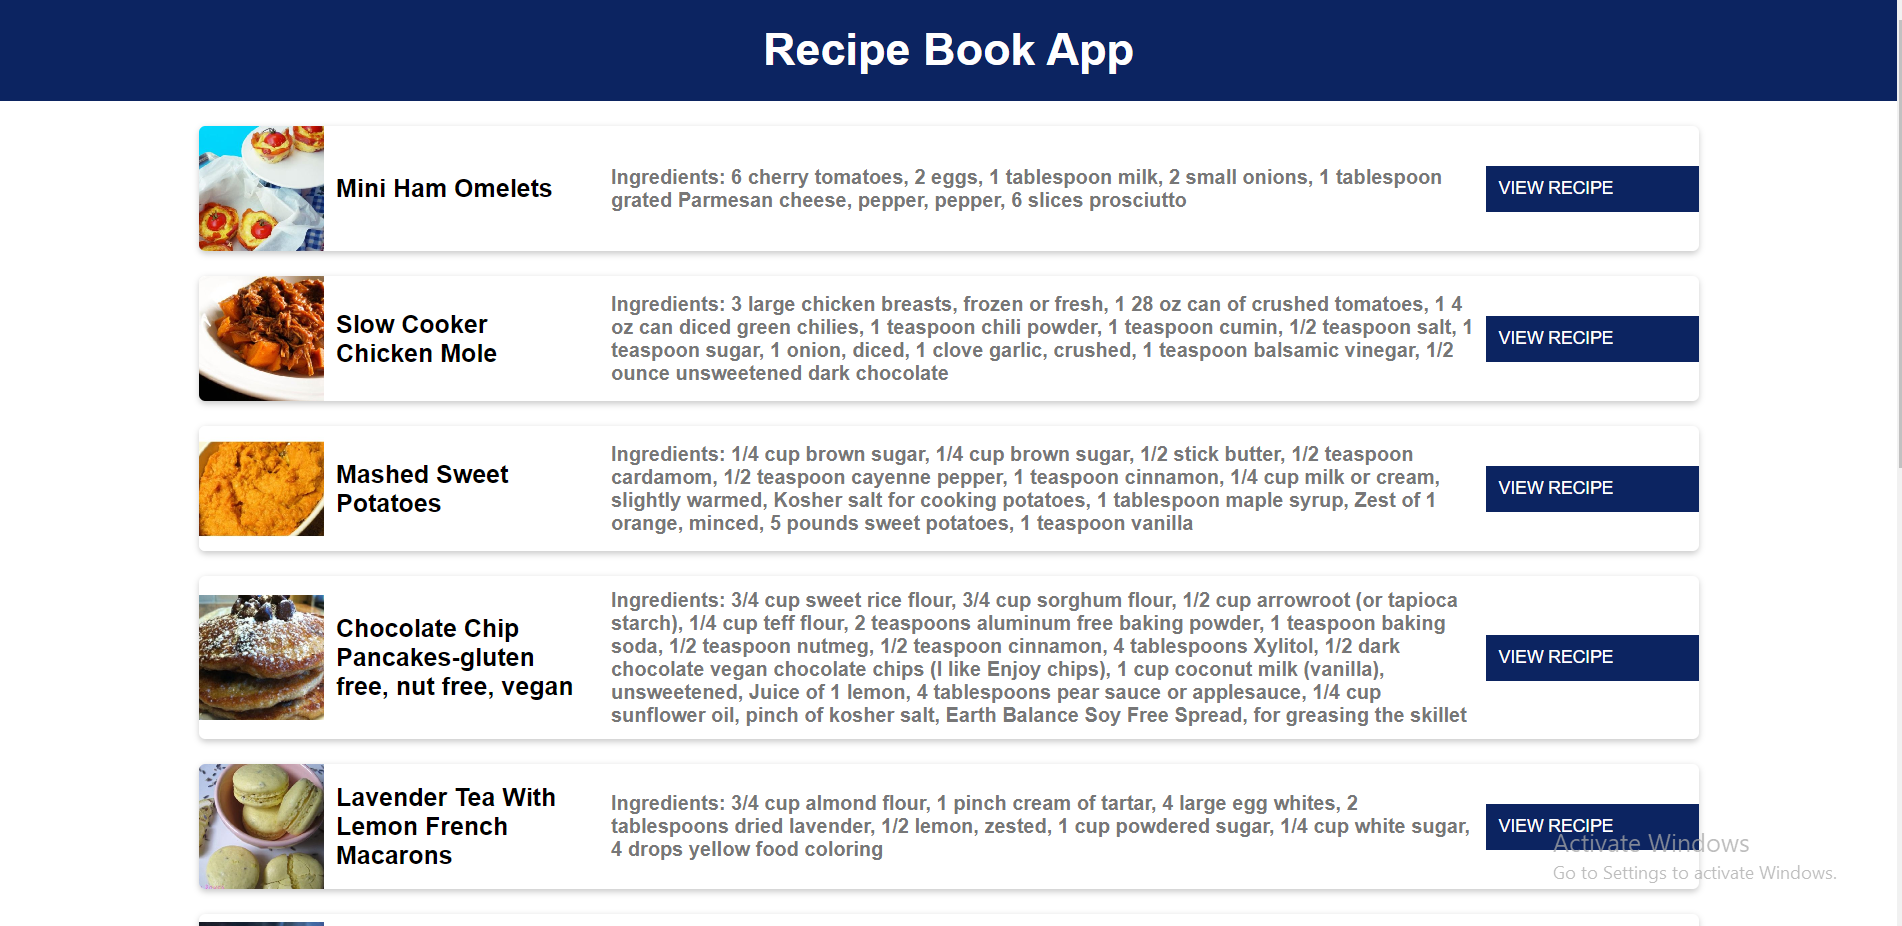 Recipe Book App
Mini Ham Omelets
Ingredients: 6 cherry tomatoes, 2 eggs, 1 tablespoon milk, 2 small onions, 1 tablespoon
grated Parmesan cheese, pepper, pepper, 6 slices prosciutto
VIEW RECIPE
Slow Cooker
Chicken Mole
Ingredients: 3 large chicken breasts, frozen or fresh, 1 28 oz can of crushed tomatoes, 1 4
oz can diced green chilies, 1 teaspoon chili powder, 1 teaspoon cumin, 1/2 teaspoon salt, 1
teaspoon sugar, 1 onion, diced, 1 clove garlic, crushed, 1 teaspoon balsamic vinegar, 1/2
ounce unsweetened dark chocolate
VIEW RECIPE
Mashed Sweet
Potatoes
Ingredients: 1/4 cup brown sugar, 1/4 cup brown sugar, 1/2 stick butter, 1/2 teaspoon
cardamom, 1/2 teaspoon cayenne pepper, 1 teaspoon cinnamon, 1/4 cup milk or cream,
slightly warmed, Kosher salt for cooking potatoes, 1 tablespoon maple syrup, Zest of 1
orange, minced, 5 pounds sweet potatoes, 1 teaspoon vanilla
VIEW RECIPE
Chocolate Chip
Pancakes-gluten
free, nut free, vegan
Ingredients: 3/4 cup sweet rice flour, 3/4 cup sorghum flour, 1/2 cup arrowroot (or tapioca
starch), 1/4 cup teff flour, 2 teaspoons aluminum free baking powder, 1 teaspoon baking
soda, 1/2 teaspoon nutmeg, 1/2 teaspoon cinnamon, 4 tablespoons Xylitol, 1/2 dark
chocolate vegan chocolate chips (I like Enjoy chips), 1 cup coconut milk (vanilla),
unsweetened, Juice of 1 lemon, 4 tablespoons pear sauce or applesauce, 1/4 cup
sunflower oil, pinch of kosher salt, Earth Balance Soy Free Spread, for greasing the skillet
VIEW RECIPE
Lavender Tea With
Lemon French
Macarons
Ingredients: 3/4 cup almond flour, 1 pinch cream of tartar, 4 large egg whites, 2
tablespoons dried lavender, 1/2 lemon, zested, 1 cup powdered sugar, 1/4 cup white sugar,
4 drops yellow food coloring
VIEW RECIPE
Activate Windows
Go to Settings to activate Windows.